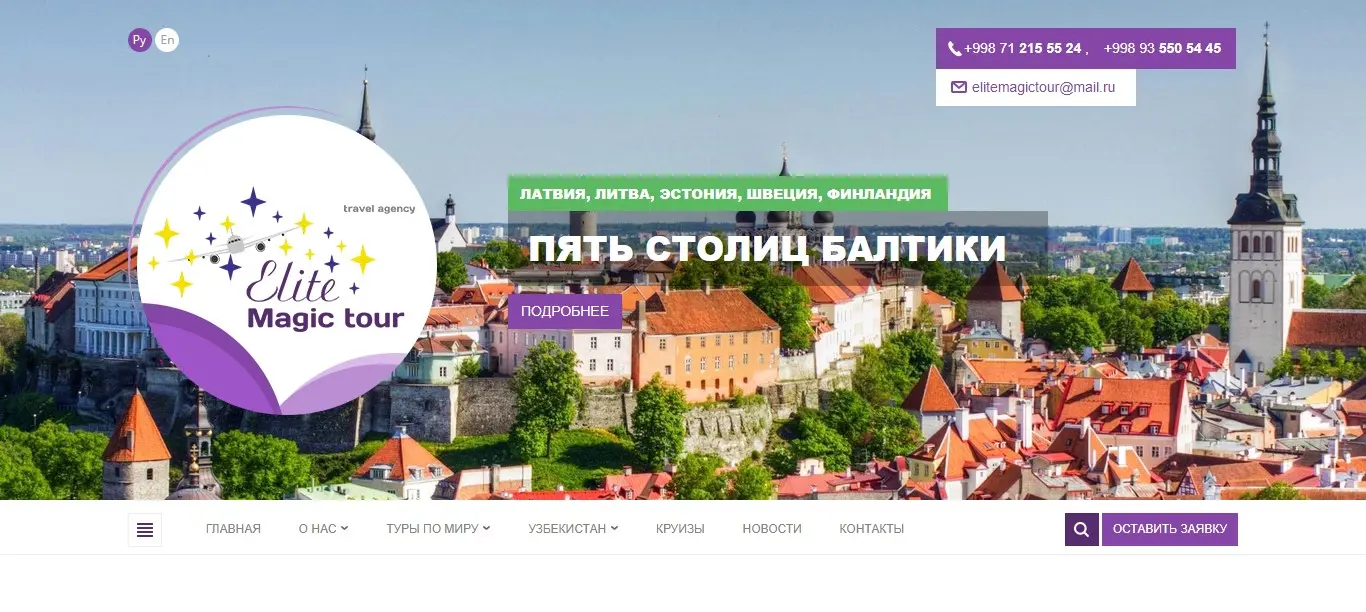 Ру En
+998 71 215 55 24 , +998 93 550 54 45
elitemagictour@mail.ru
travel agency
Elite
Magic tour
ЛАТВИЯ, ЛИТВА, ЭСТОНИЯ, ШВЕЦИЯ, ФИНЛАНДИЯ
ПЯТЬ СТОЛИЦ БАЛТИКИ
ПОДРОБНЕЕ
ГЛАВНАЯ О НАС ТУРЫ ПО МИРУ УЗБЕКИСТАН КРУИЗЫ НОВОСТИ КОНТАКТЫ ОСТАВИТЬ ЗАЯВКУ